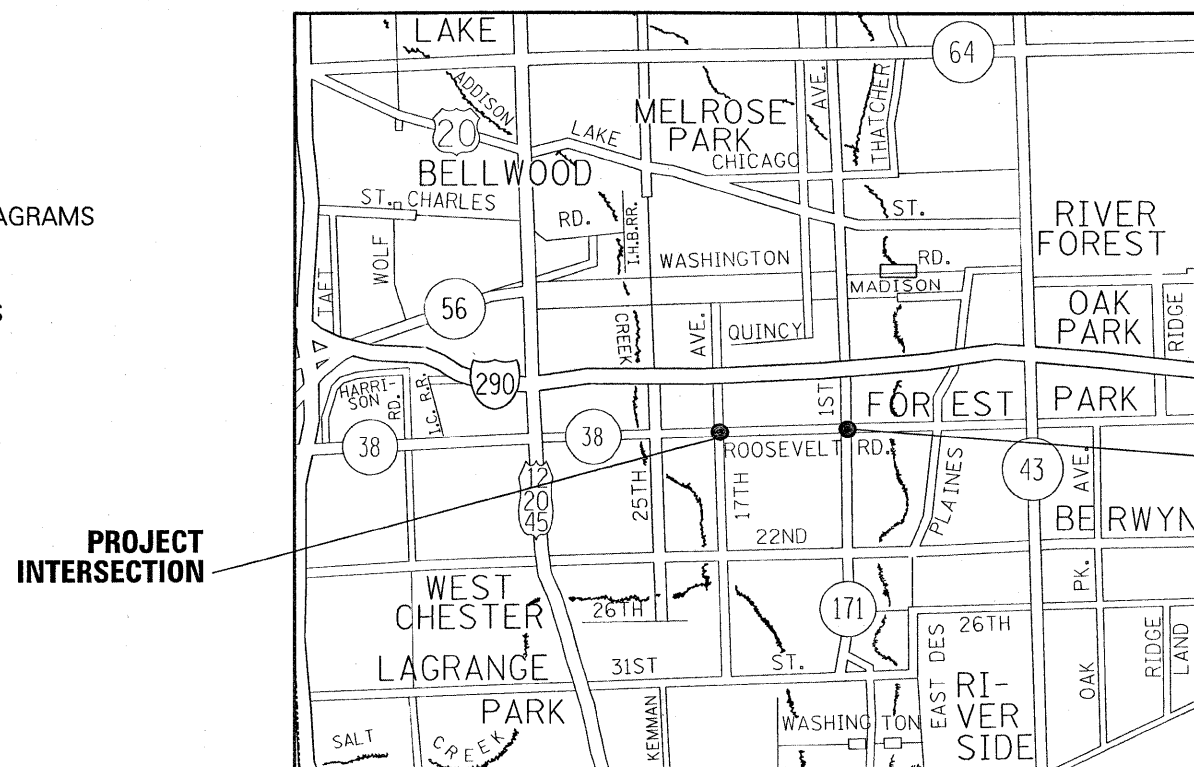 LAKE
64
ADDISON
20
LAKE
MELROSE
PARK
CHICAGO
AVE.
THATCHER
BELLWOOD
ST. CHARLES
RD.
I.H.B.RR.
ST.
RIVER
FOREST
AGRAMS
TAFT
WOLF
WASHINGTON
RD.
MADISON
56
CREEK
AVE.
QUINCY
OAK
PARK
RIDGE
S
HARRI-
SON
RD.
I.C. R.R.
290
1ST
FOREST PARK
38
38
ROOSEVELT RD.
12
20
45
25TH
17TH
PLAINES
43
AVE.
BERWYN
22ND
PROJECT
INTERSECTION
WEST
CHESTER
26TH
171
PK.
26TH
LAGRANGE
PARK
31ST
ST.
EAST DES
RI-
VER
SIDE
OAK
RIDGE
LAND
SALT
CREEK
KEMMAN
WASHINGTON